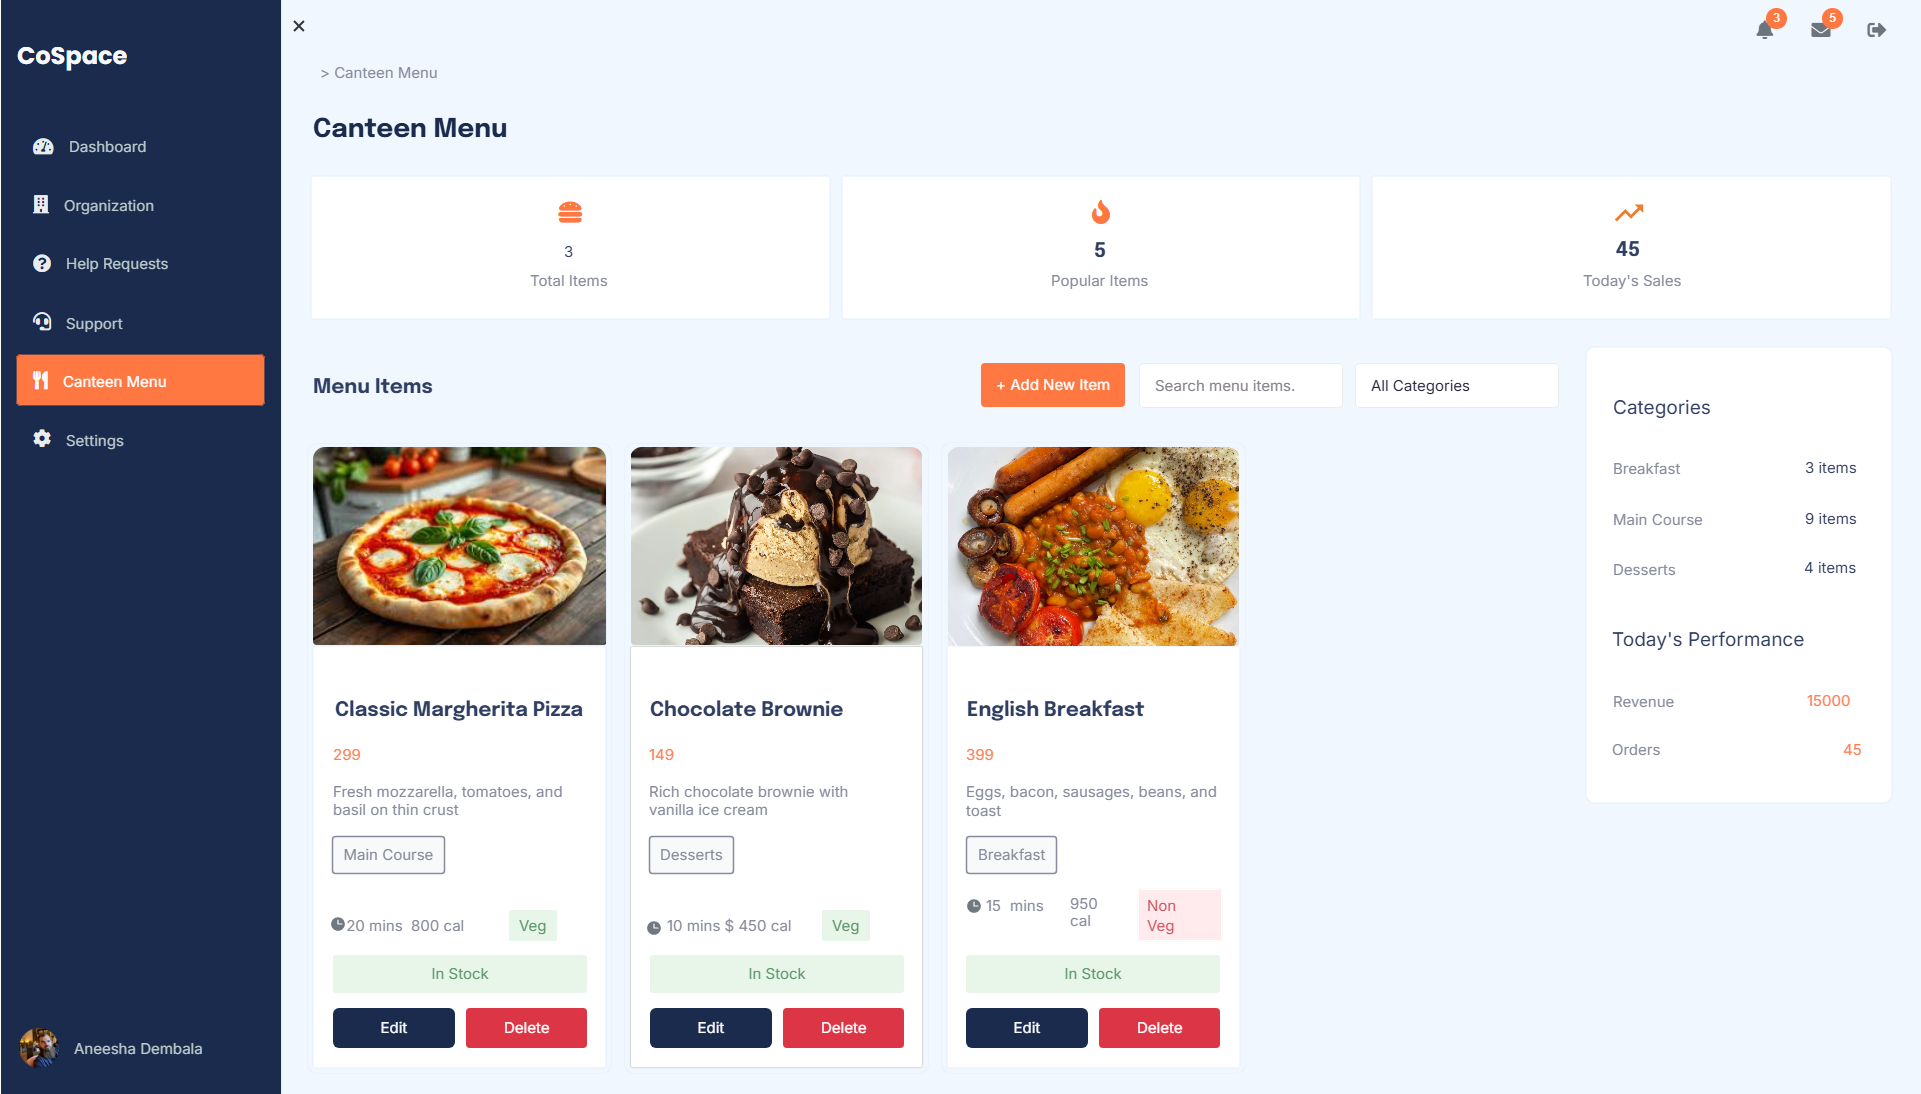 CoSpace
Dashboard
Organization
Help Requests
Support
Canteen Menu
Settings
Aneesha Dembala
3
5
> Canteen Menu
Canteen Menu
3
Total Items
5
Popular Items
45
Today's Sales
Menu Items
+ Add New Item
Search menu items.
All Categories
Classic Margherita Pizza
299
Fresh mozzarella, tomatoes, and
basil on thin crust
Main Course
20 mins 800 cal
Veg
In Stock
Edit
Delete
Chocolate Brownie
149
Rich chocolate brownie with
vanilla ice cream
Desserts
10 mins $ 450 cal
Veg
In Stock
Edit
Delete
English Breakfast
399
Eggs, bacon, sausages, beans, and
toast
Breakfast
15 mins
950
cal
Non
Veg
In Stock
Edit
Delete
Categories
Breakfast 3 items
Main Course 9 items
Desserts 4 items
Today's Performance
Revenue 15000
Orders 45